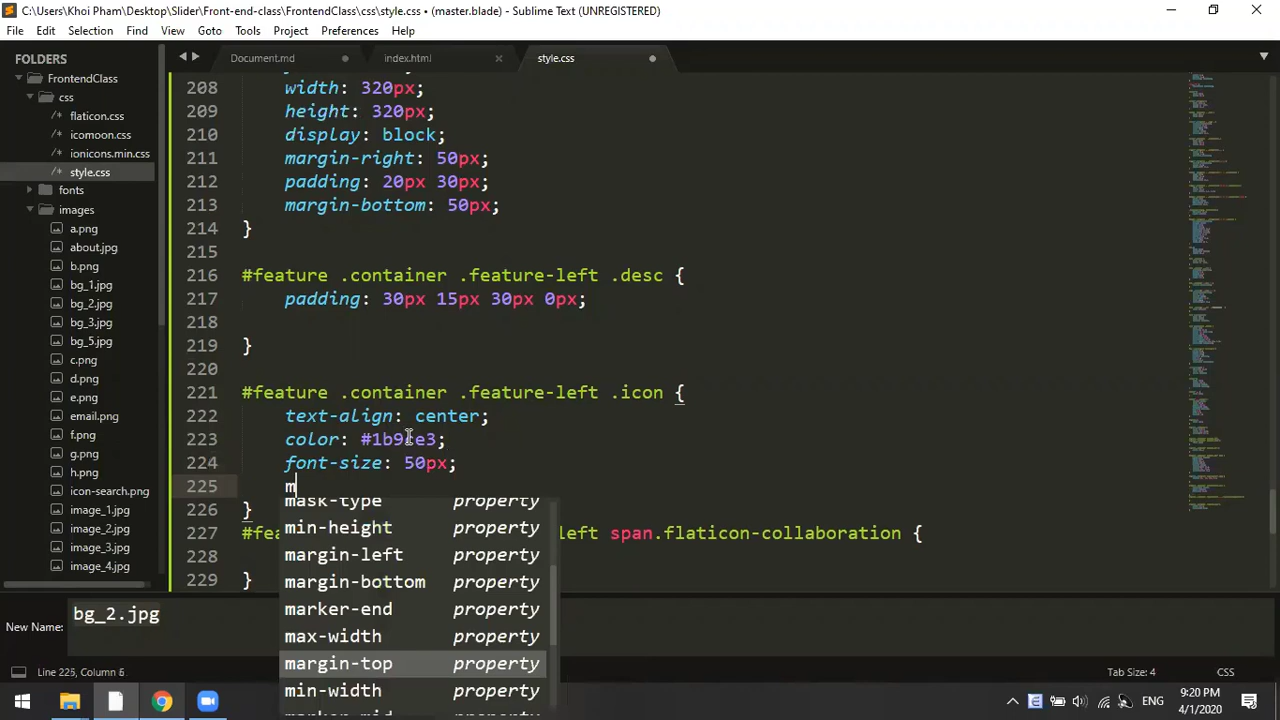 C:\Users\Khoi Pham\Desktop\Slider\Front-end-class\FrontendClass\css\style.css • (master.blade) - Sublime Text (UNREGISTERED)
File Edit Selection Find View Goto Tools Project Preferences Help
FOLDERS
FrontendClass
css
/* flaticon.css
/* icomoon.css
/* ionicons.min.css
/* style.css
fonts
images
a.png
about.jpg
b.png
bg_1.jpg
bg_2.jpg
bg_3.jpg
bg_5.jpg
c.png
d.png
e.png
email.png
f.png
g.png
h.png
icon-search.png
image_1.jpg
image_2.jpg
image_3.jpg
image_4.jpg
Document.md index.html style.css
208 width: 320px;
209 height: 320px;
210 display: block;
211 margin-right: 50px;
212 padding: 20px 30px;
213 margin-bottom: 50px;
214 }
215
216 #feature .container .feature-left .desc {
217 padding: 30px 15px 30px 0px;
218
219 }
220
221 #feature .container .feature-left .icon {
222 text-align: center;
223 color: #1b9 e3;
224 font-size: 50px;
225 m
226 }
227 #fea left span.flaticon-collaboration {
228
229 }
mask-type property
min-height property
margin-left property
margin-bottom property
marker-end property
max-width property
margin-top property
min-width property
marker-mid property
New Name: bg_2.jpg
Line 225, Column 6 Tab Size: 4 CSS
ENG
9:20 PM
4/1/2020